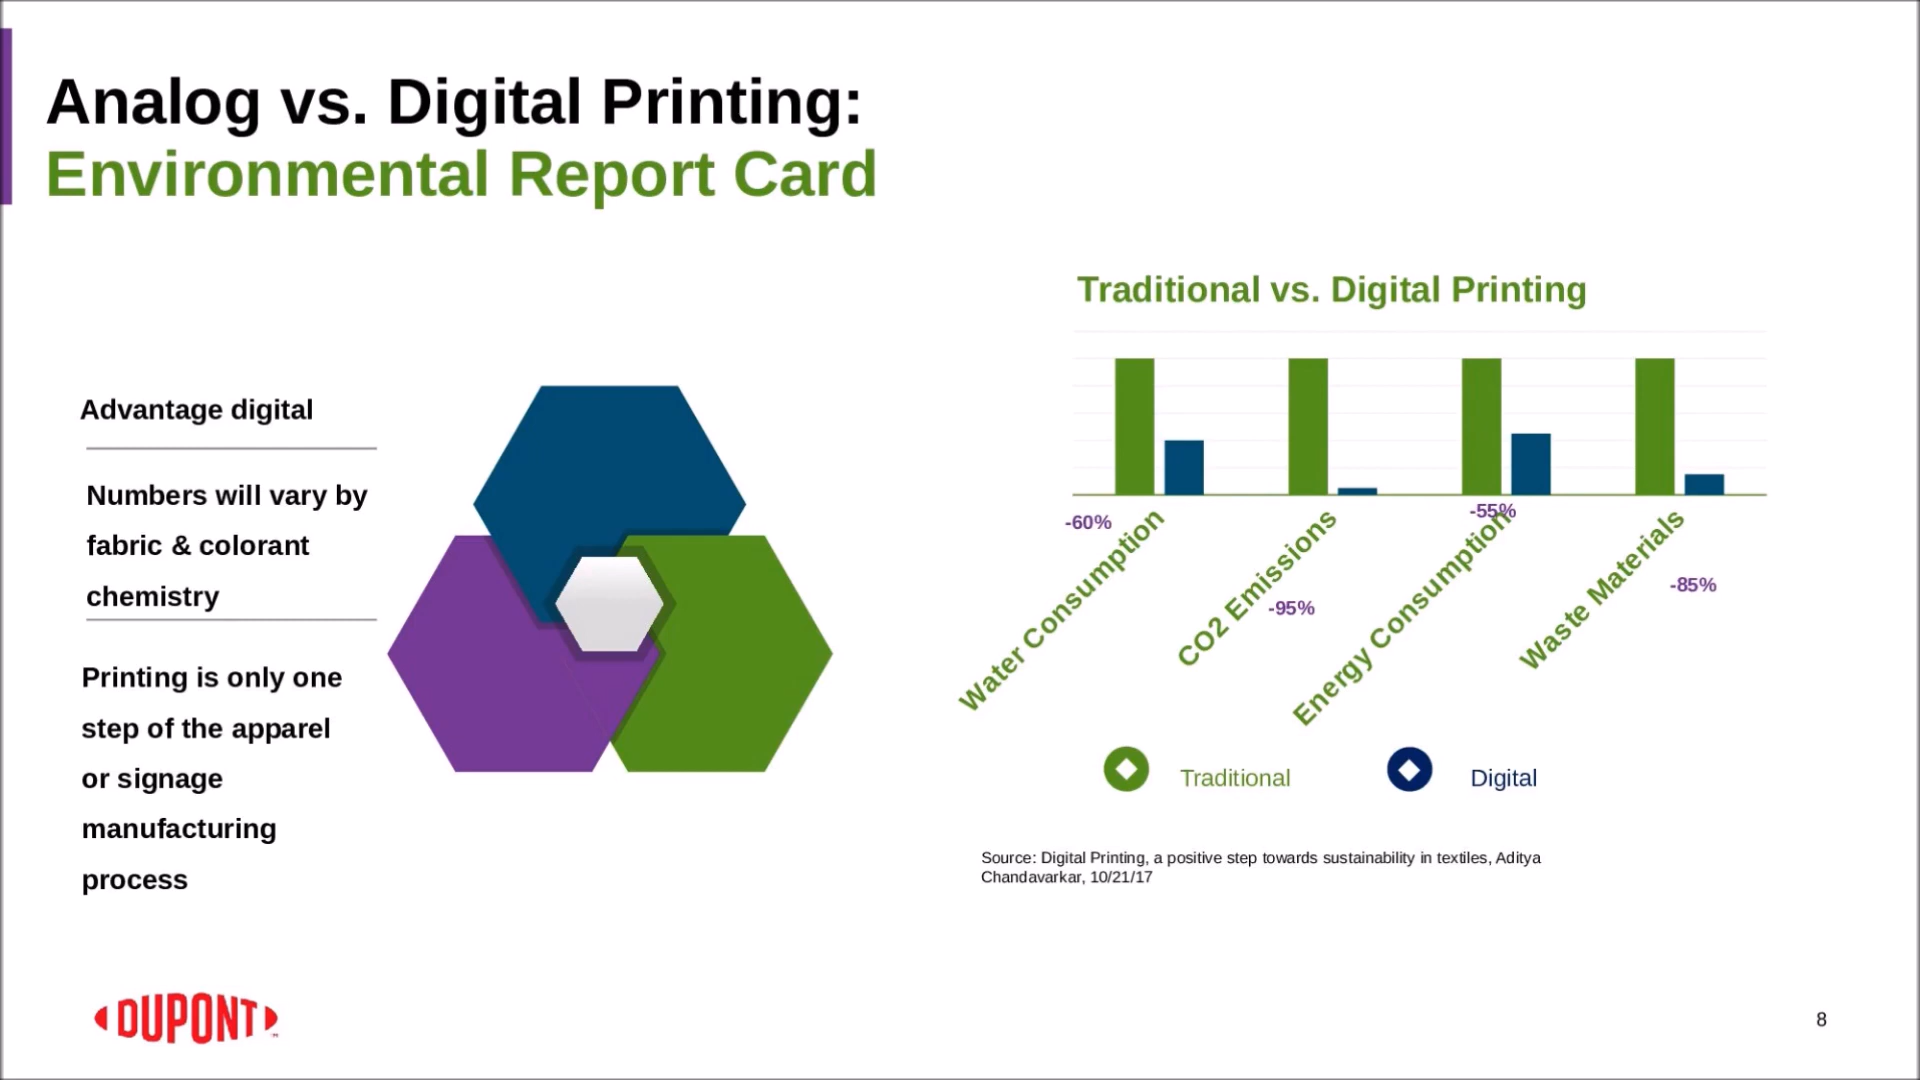 Analog vs. Digital Printing:
Environmental Report Card
Advantage digital
Numbers will vary by
fabric & colorant
chemistry
Printing is only one
step of the apparel
or signage
manufacturing
process
Traditional vs. Digital Printing
-60%
-95%
-55%
-85%
Water Consumption
CO2 Emissions
Energy Consumption
Waste Materials
Traditional
Digital
Source: Digital Printing, a positive step towards sustainability in textiles, Aditya
Chandavarkar, 10/21/17
DUPONT
8